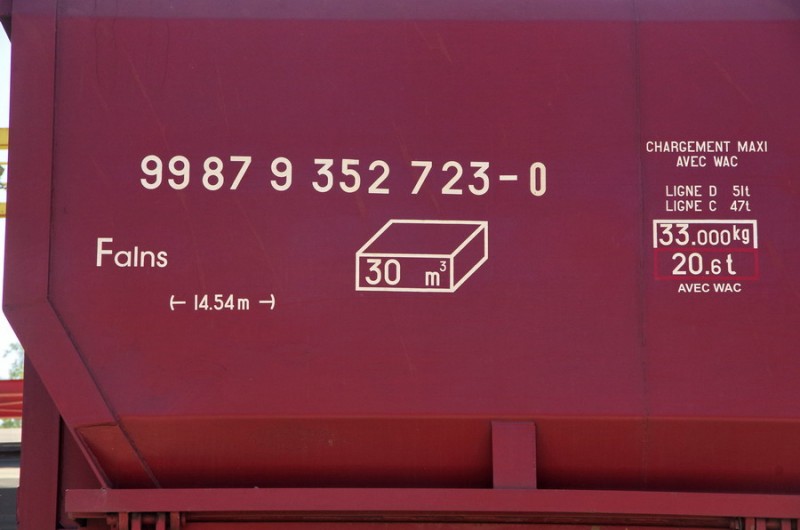 99 87 9 352 723-0
Falns
30 m³
14.54m
CHARGEMENT MAXI
AVEC WAC
LIGNE D 51t
LIGNE C 47t
33.000kg
20.6t
AVEC WAC